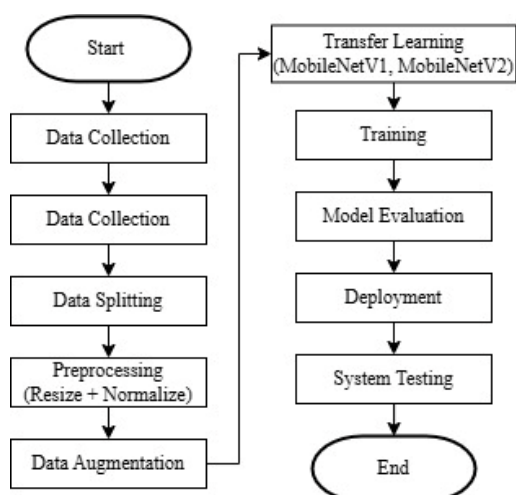 Start
Data Collection
Data Collection
Data Splitting
Preprocessing
(Resize + Normalize)
Data Augmentation
Transfer Learning
(MobileNetV1, MobileNetV2)
Training
Model Evaluation
Deployment
System Testing
End